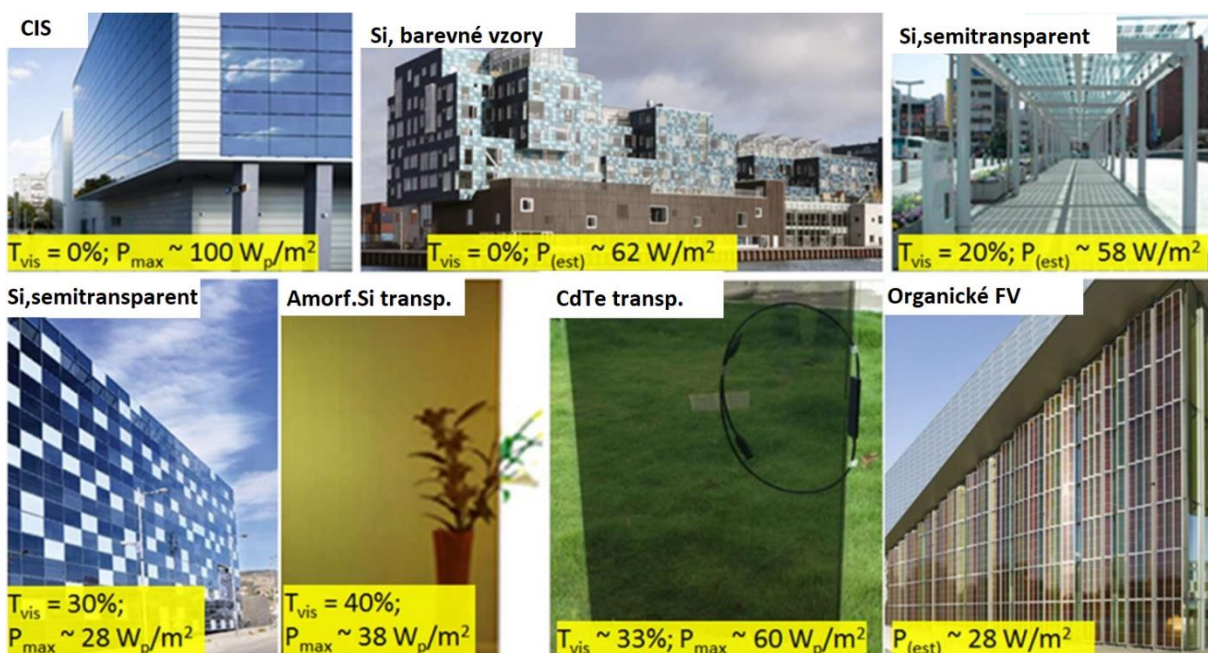 CIS
T_vis = 0%; P_max ~ 100 W_p/m²
Si, barevné vzory
T_vis = 0%; P_(est) ~ 62 W/m²
Si,semitransparent
T_vis = 20%; P_(est) ~ 58 W/m²
Si,semitransparent
T_vis = 30%;
P_max ~ 28 W_p/m²
Amorf.Si transp.
T_vis = 40%;
P_max ~ 38 W_p/m²
CdTe transp.
T_vis ~ 33%; P_max ~ 60 W_p/m²
Organické FV
P_(est) ~ 28 W/m²